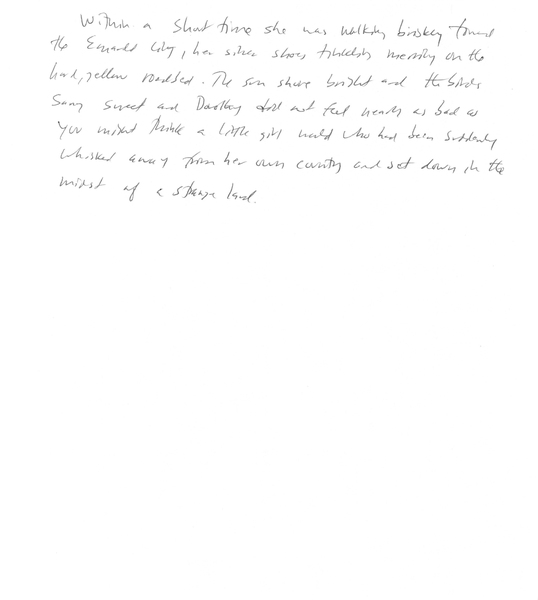 Within a short time she was walking briskly toward
the Emerald City, her silver shoes tinkling merrily on the
hard, yellow roadbed. The sun shone bright and the birds
sang sweet and Dorothy did not feel nearly as bad as
you might think a little girl would who had been suddenly
whisked away from her own country and set down in the
midst of a strange land.